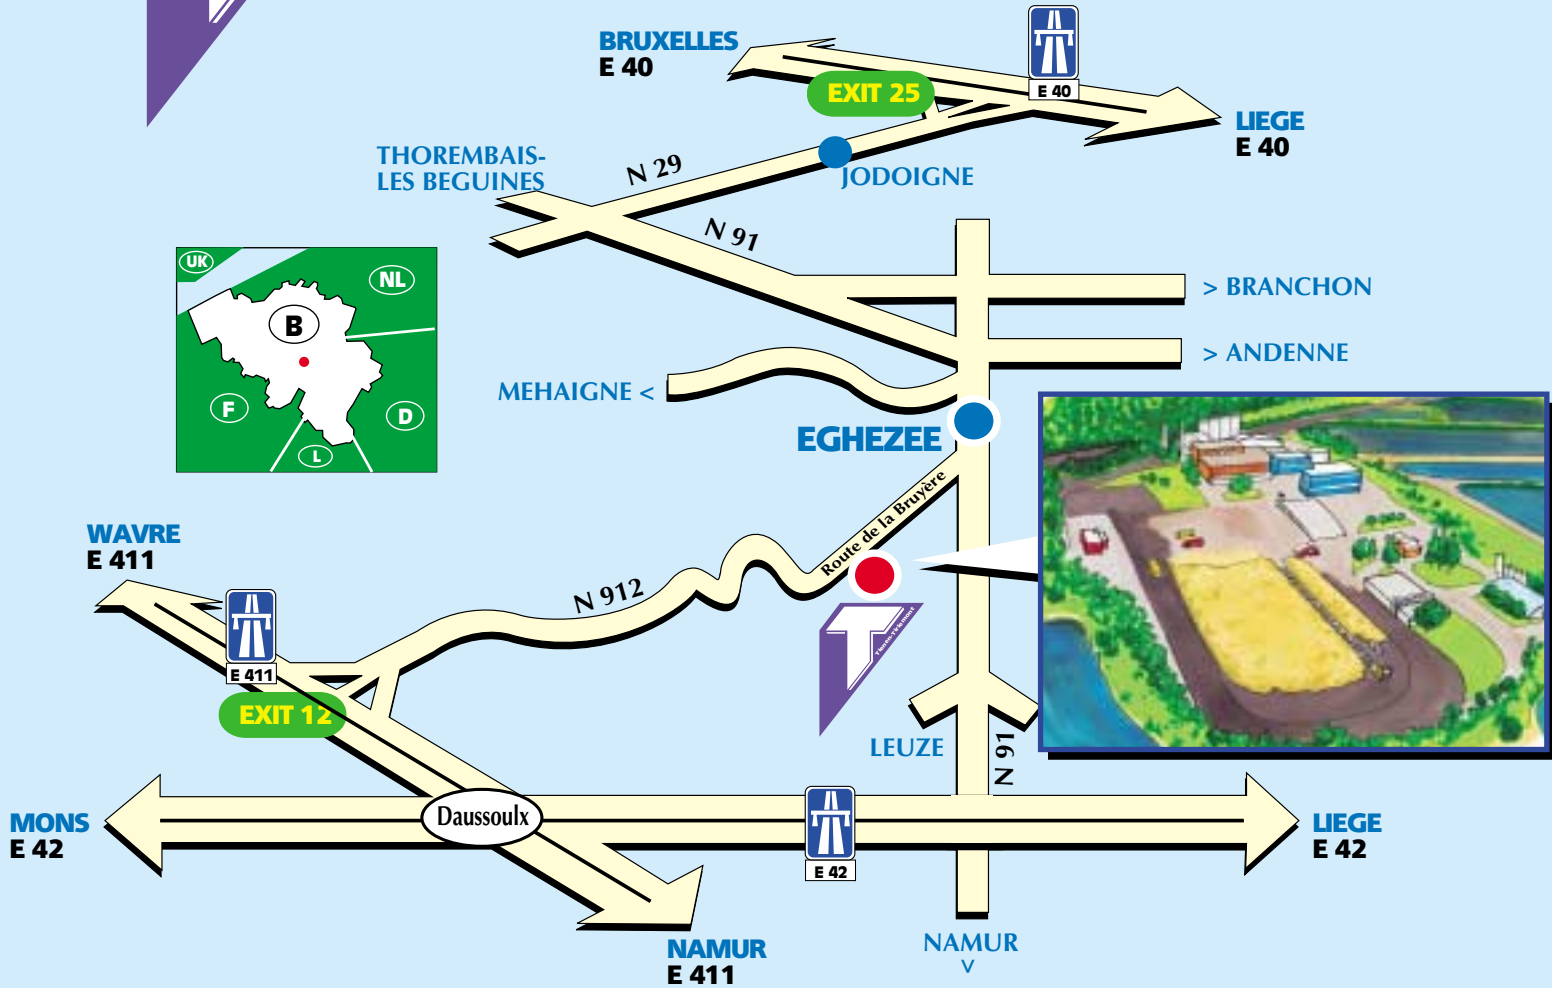 BRUXELLES
E 40
EXIT 25
E 40
LIEGE
E 40
THOREMBAIS-
LES BEGUINES
N 29
JODOIGNE
N 91
UK
NL
B
F
D
L
> BRANCHON
> ANDENNE
MEHAIGNE <
EGHEZEE
Route de la Bruyère
WAVRE
E 411
N 912
E 411
EXIT 12
T
Tienen-Tirlemont
LEUZE
N 91
MONS
E 42
Daussoulx
E 42
LIEGE
E 42
NAMUR
E 411
NAMUR
>